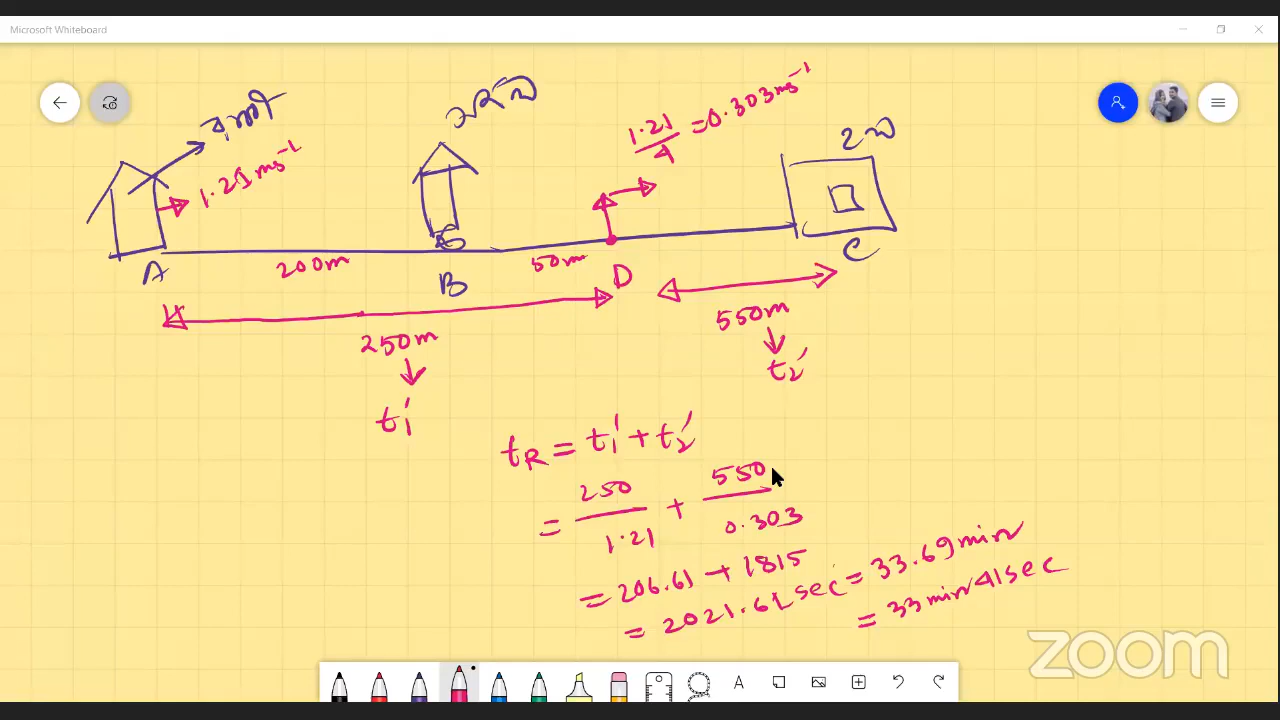 Microsoft Whiteboard
1.21 ms⁻¹
1.21/4 = 0.303 ms⁻¹
A
200m
B
50m
D
C
250m
t₁'
550m
t₂'
t_R = t₁' + t₂'
= 250/1.21 + 550/0.303
= 206.61 + 1815
= 2021.61 sec = 33.69 min
= 33 min 41 sec
zoom
A